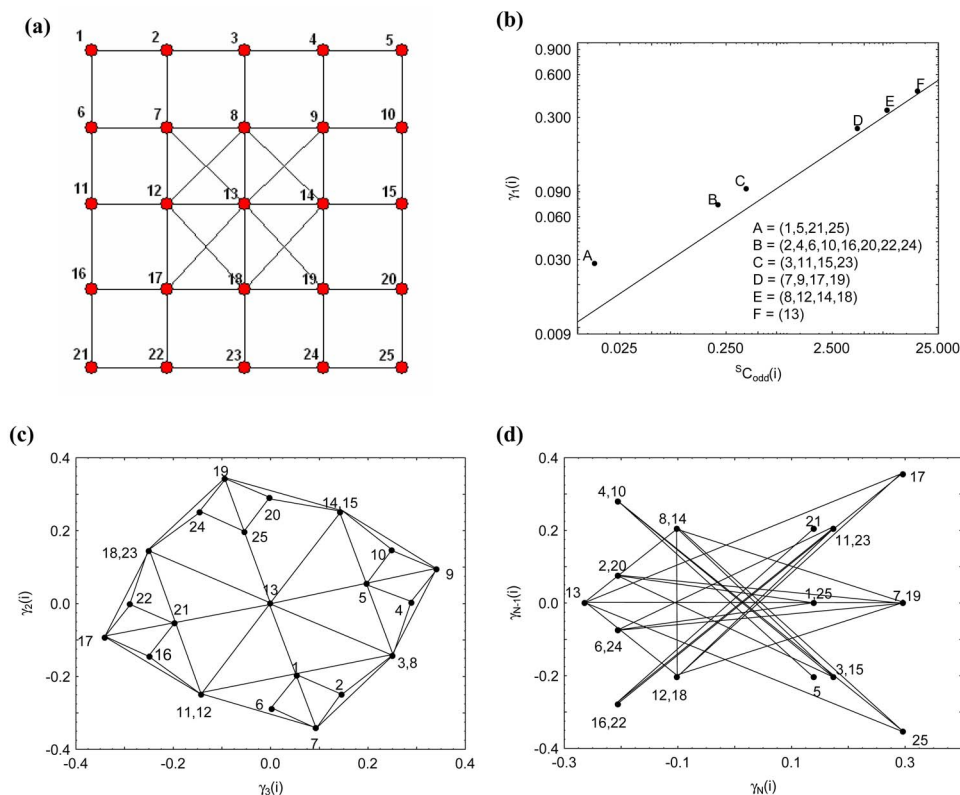 (a)
1 2 3 4 5
6 7 8 9 10
11 12 13 14 15
16 17 18 19 20
21 22 23 24 25
(b)
0.900
0.600
0.300
0.090
0.060
0.030
0.009
γ1(i)
A
B
C
D
E
F
A = (1,5,21,25)
B = (2,4,6,10,16,20,22,24)
C = (3,11,15,23)
D = (7,9,17,19)
E = (8,12,14,18)
F = (13)
0.025 0.250 2.500 25.000
SCodd(i)
(c)
0.4
0.2
0.0
-0.2
-0.4
γ2(i)
19
20
14,15
24
25
18,23
10
9
13
5
22
21
4
17
16
1
3,8
6
2
11,12
7
-0.4 -0.2 0.0 0.2 0.4
γ3(i)
(d)
0.4
0.2
0.0
-0.2
-0.4
γN-1(i)
17
4,10
8,14
21
11,23
2,20
13
1,25
7,19
6,24
12,18
3,15
5
16,22
25
-0.3 -0.1 0.1 0.3
γN(i)